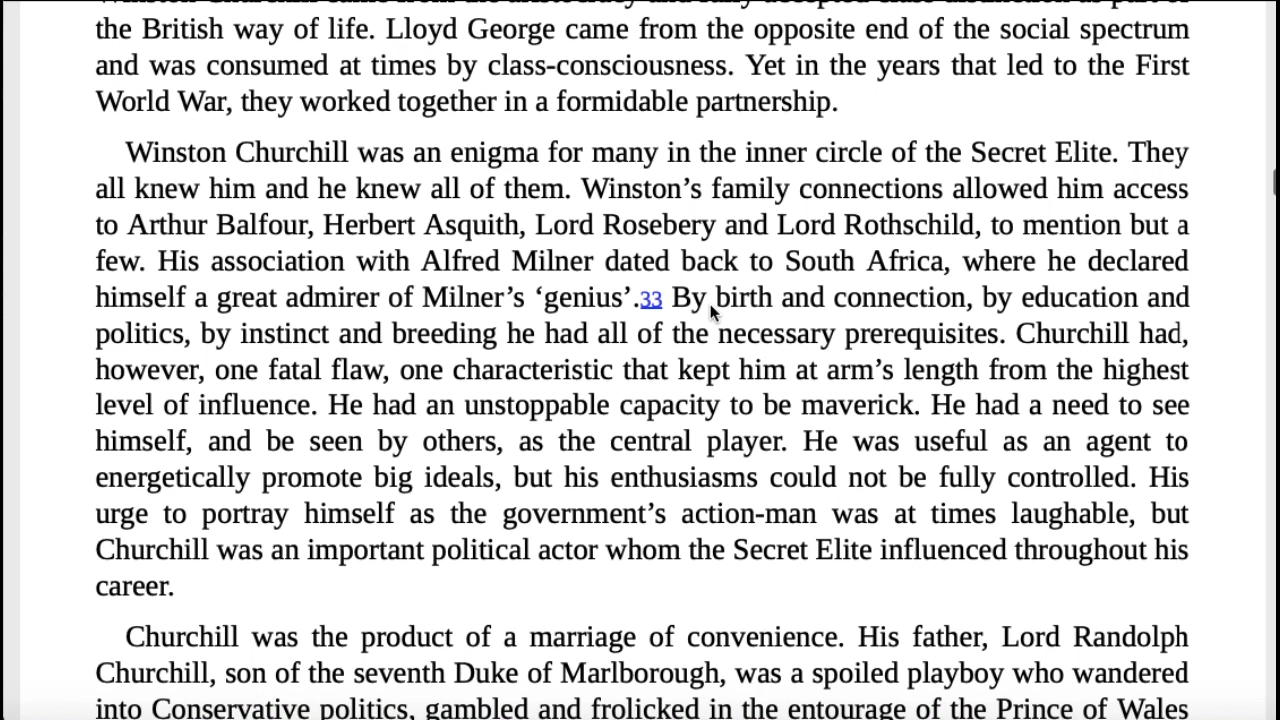 the British way of life. Lloyd George came from the opposite end of the social spectrum
and was consumed at times by class-consciousness. Yet in the years that led to the First
World War, they worked together in a formidable partnership.
Winston Churchill was an enigma for many in the inner circle of the Secret Elite. They
all knew him and he knew all of them. Winston’s family connections allowed him access
to Arthur Balfour, Herbert Asquith, Lord Rosebery and Lord Rothschild, to mention but a
few. His association with Alfred Milner dated back to South Africa, where he declared
himself a great admirer of Milner’s ‘genius’.33 By birth and connection, by education and
politics, by instinct and breeding he had all of the necessary prerequisites. Churchill had,
however, one fatal flaw, one characteristic that kept him at arm’s length from the highest
level of influence. He had an unstoppable capacity to be maverick. He had a need to see
himself, and be seen by others, as the central player. He was useful as an agent to
energetically promote big ideals, but his enthusiasms could not be fully controlled. His
urge to portray himself as the government’s action-man was at times laughable, but
Churchill was an important political actor whom the Secret Elite influenced throughout his
career.
Churchill was the product of a marriage of convenience. His father, Lord Randolph
Churchill, son of the seventh Duke of Marlborough, was a spoiled playboy who wandered
into Conservative politics, gambled and frolicked in the entourage of the Prince of Wales